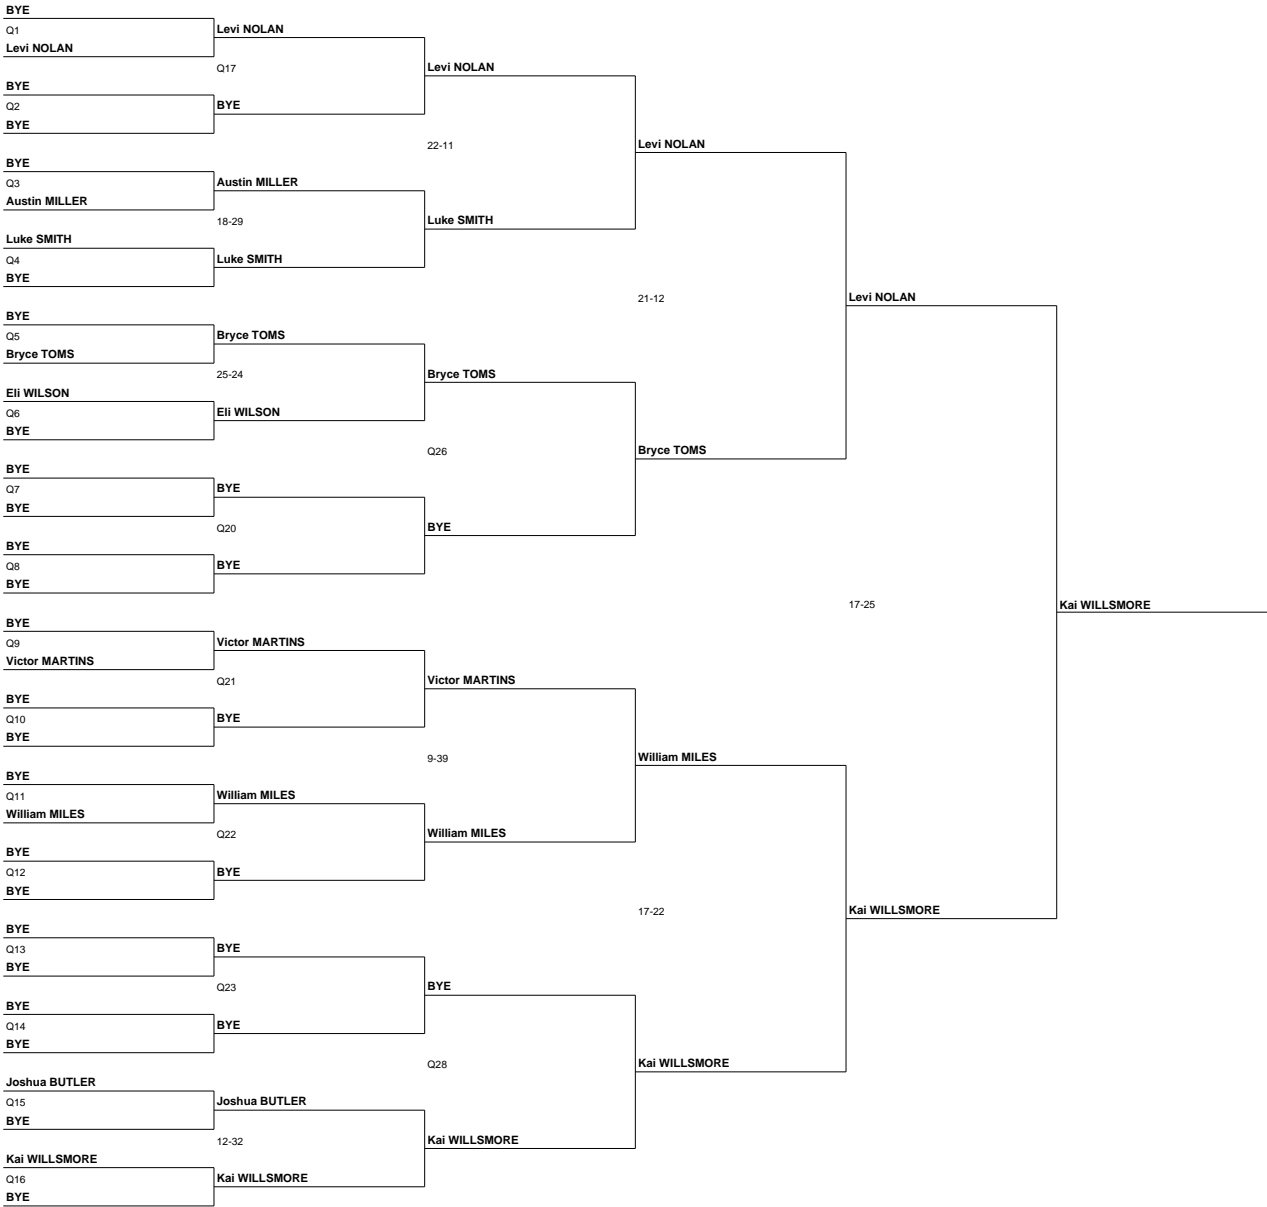 BYE
Q1
Levi NOLAN
BYE
Q2
BYE
BYE
Q3
Austin MILLER
Luke SMITH
Q4
BYE
BYE
Q5
Bryce TOMS
Eli WILSON
Q6
BYE
BYE
Q7
BYE
BYE
Q8
BYE
BYE
Q9
Victor MARTINS
BYE
Q10
BYE
BYE
Q11
William MILES
BYE
Q12
BYE
BYE
Q13
BYE
BYE
Q14
BYE
Joshua BUTLER
Q15
BYE
Kai WILLSMORE
Q16
BYE
Levi NOLAN
Q17
BYE
Austin MILLER
18-29
Luke SMITH
Bryce TOMS
25-24
Eli WILSON
BYE
Q20
BYE
Victor MARTINS
Q21
BYE
William MILES
Q22
BYE
BYE
Q23
BYE
Joshua BUTLER
12-32
Kai WILLSMORE
Levi NOLAN
22-11
Luke SMITH
Bryce TOMS
Q26
BYE
Victor MARTINS
9-39
William MILES
BYE
Q28
Kai WILLSMORE
Levi NOLAN
21-12
Bryce TOMS
William MILES
17-22
Kai WILLSMORE
Levi NOLAN
17-25
Kai WILLSMORE
Kai WILLSMORE